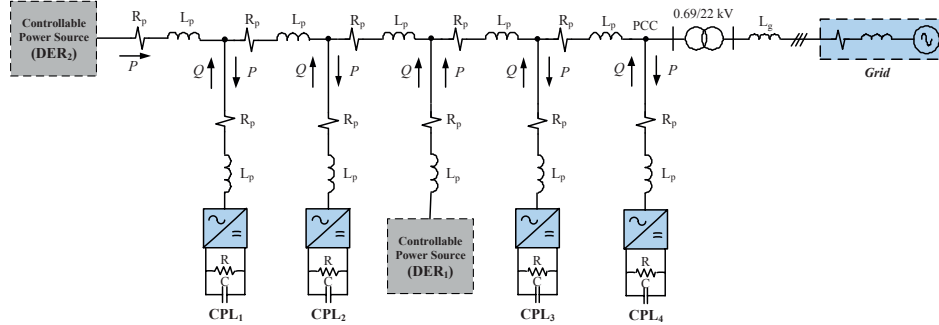 Controllable
Power Source
(DER₂)
Rₚ
Lₚ
Rₚ
Lₚ
Rₚ
Lₚ
Rₚ
Lₚ
Rₚ
Lₚ
PCC
0.69/22 kV
L_g
Grid
P
Q
P
Q
P
Q
P
Q
P
P
Rₚ
Rₚ
Rₚ
Rₚ
Rₚ
Lₚ
Lₚ
Lₚ
Lₚ
Lₚ
Controllable
Power Source
(DER₁)
R
C
R
C
R
C
R
C
CPL₁
CPL₂
CPL₃
CPL₄